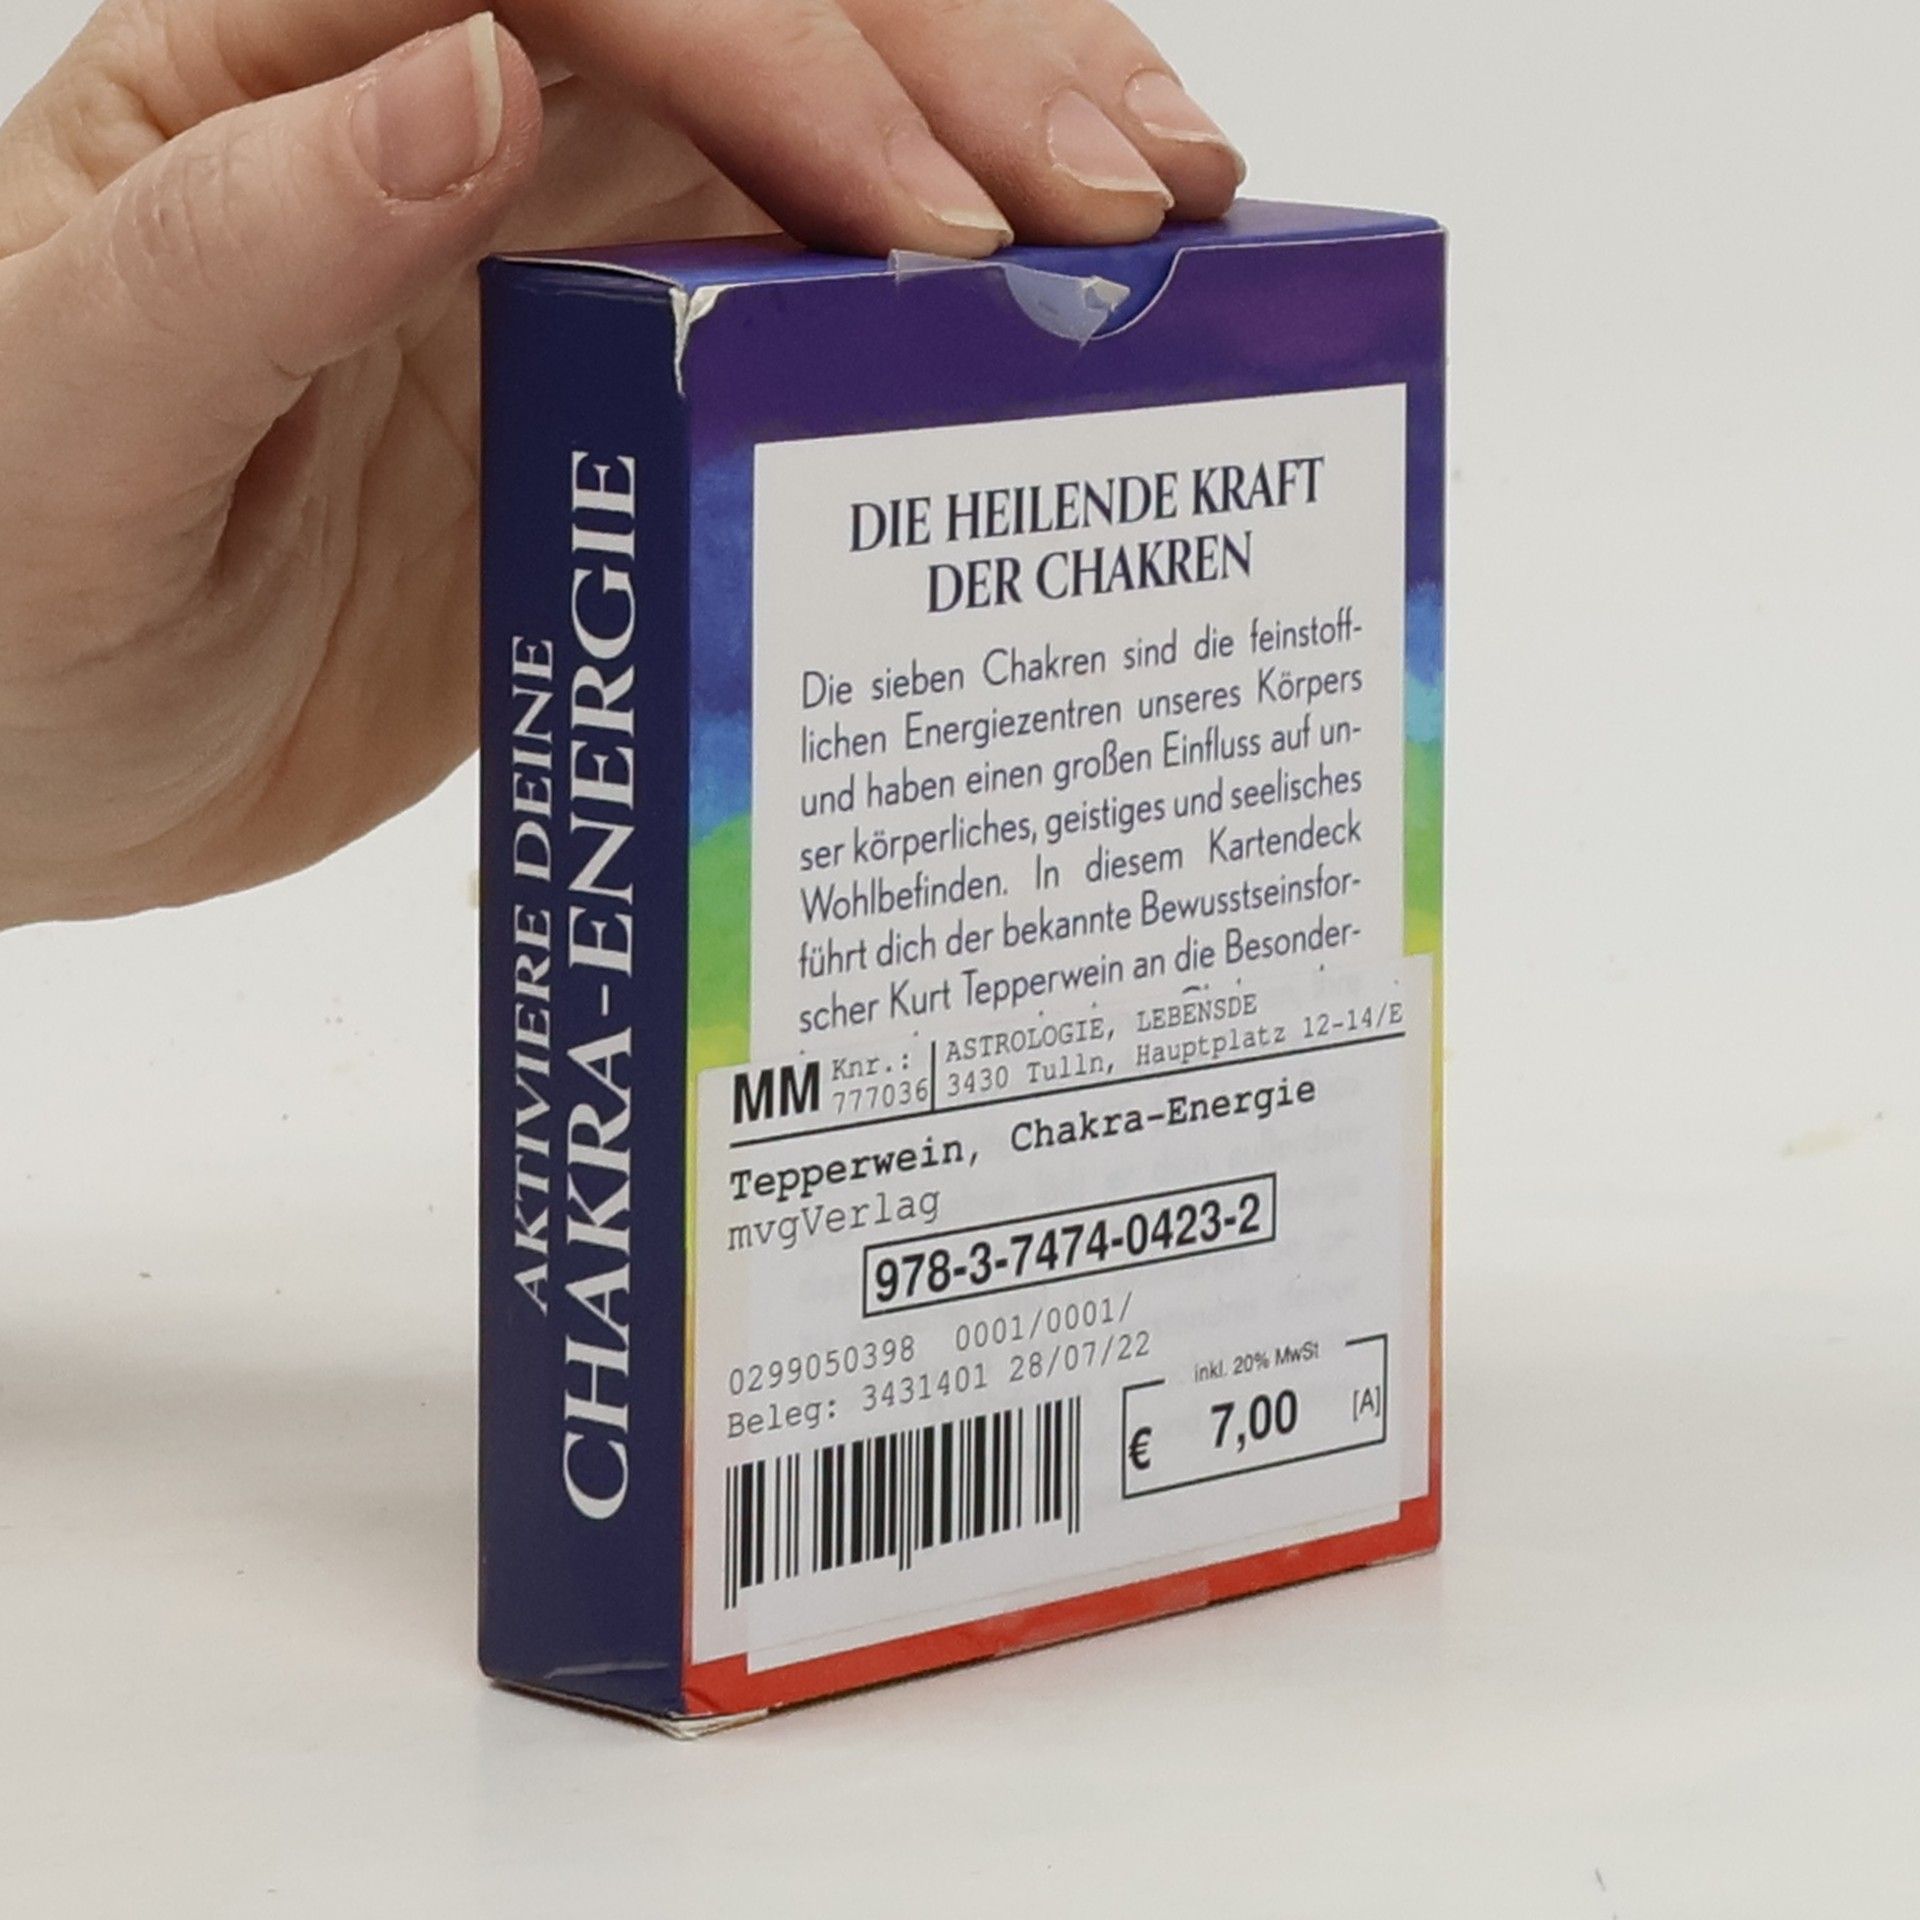 AKTIVIERE DEINE
CHAKRA-ENERGIE
DIE HEILENDE KRAFT
DER CHAKREN
Die sieben Chakren sind die feinstoff-
lichen Energiezentren unseres Körpers
und haben einen großen Einfluss auf un-
ser körperliches, geistiges und seelisches
Wohlbefinden. In diesem Kartendeck
führt dich der bekannte Bewusstseinsfor-
scher Kurt Tepperwein an die Besonder-
MM Knr.: ASTROLOGIE, LEBENSDE
777036 3430 Tulln, Hauptplatz 12-14/E
Tepperwein, Chakra-Energie
mvgVerlag
978-3-7474-0423-2
0299050398 0001/0001/
Beleg: 3431401 28/07/22
inkl. 20% MwSt
€ 7,00 [A]